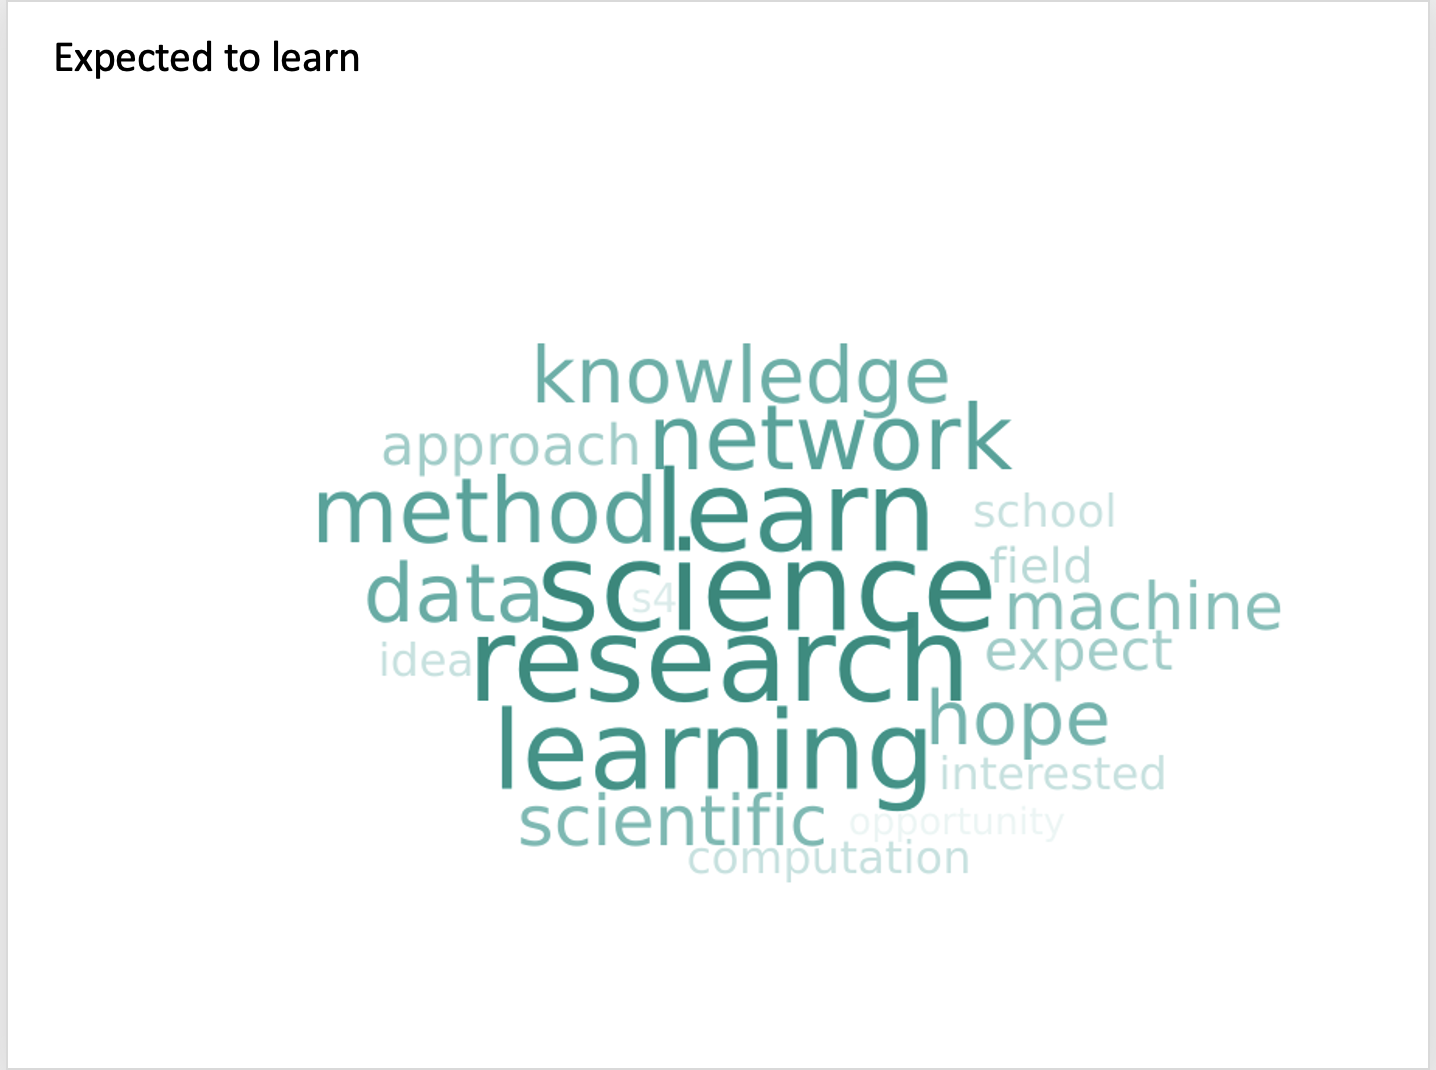 Expected to learn
knowledge
approach network
method learn school
field
data science machine
s4
idea research expect
hope
learning interested
scientific opportunity
computation